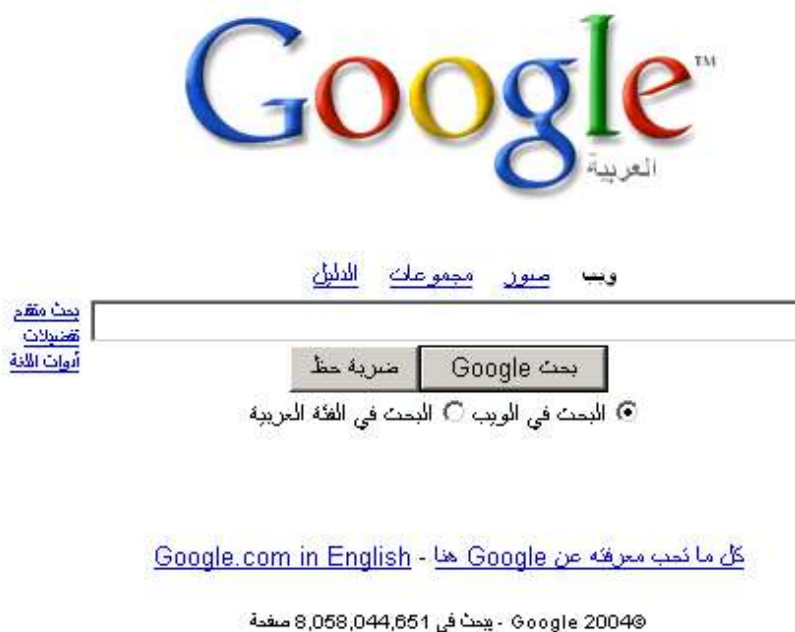 Google™
العربية
ويب صور مجموعات الدليل
بحث متقدم
تفضيلات
أدوات اللغة
بحث Google ضربة حظ
البحث في الويب البحث في الفئة العربية
كل ما تحب معرفته عن Google هنا - Google.com in English
©2004 Google - يبحث في 8,058,044,651 صفحة